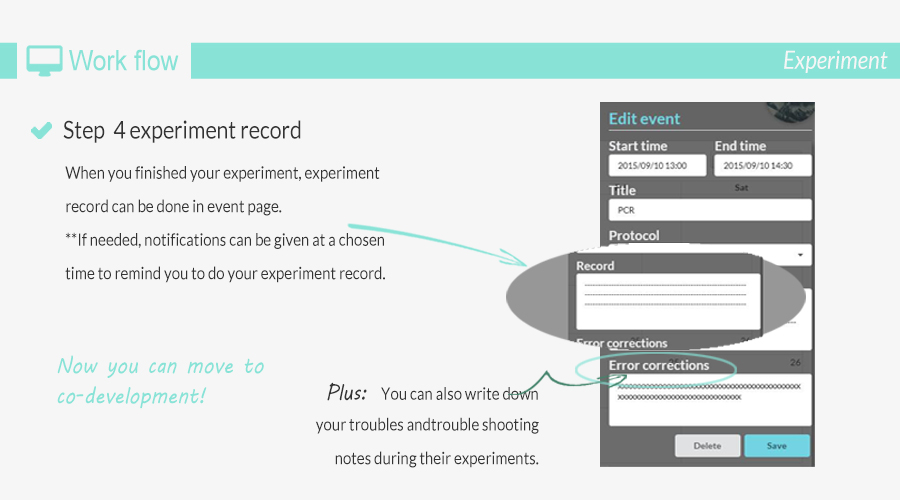 Work flow
Experiment
Step 4 experiment record
When you finished your experiment, experiment
record can be done in event page.
**If needed, notifications can be given at a chosen
time to remind you to do your experiment record.
Now you can move to
co-development!
Plus: You can also write down
your troubles andtrouble shooting
notes during their experiments.
Edit event
Start time End time
2015/09/10 13:00 2015/09/10 14:30
Sat
Title
PCR
Protocol
Record
Error corrections
26
Error corrections
Delete Save